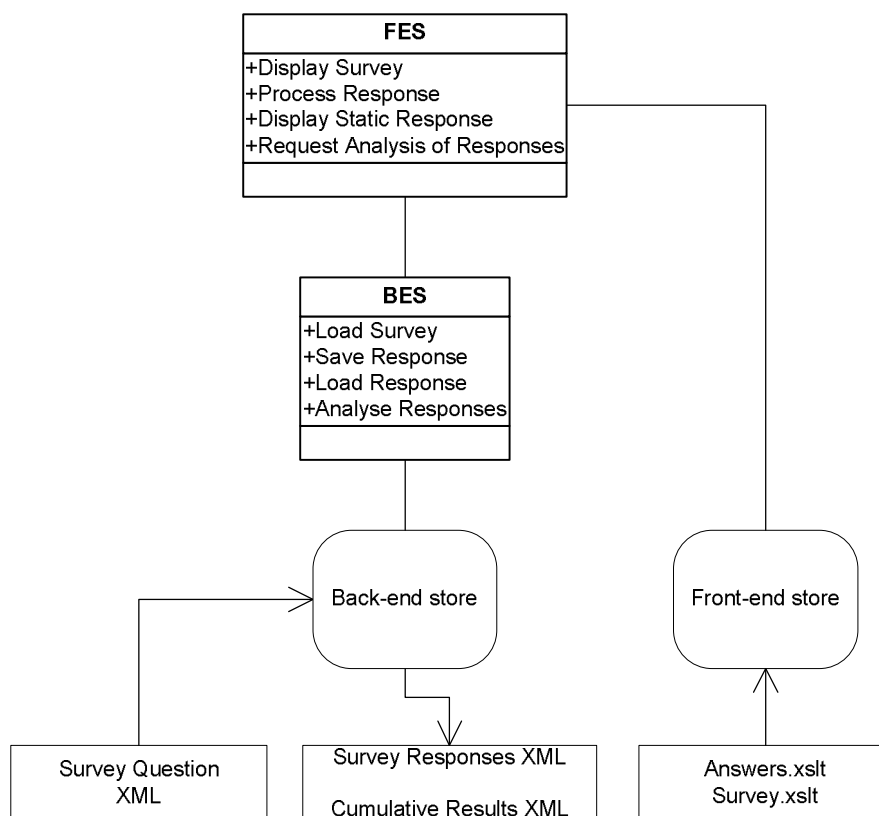 FES
+Display Survey
+Process Response
+Display Static Response
+Request Analysis of Responses
BES
+Load Survey
+Save Response
+Load Response
+Analyse Responses
Back-end store
Front-end store
Survey Question
XML
Survey Responses XML
Cumulative Results XML
Answers.xslt
Survey.xslt